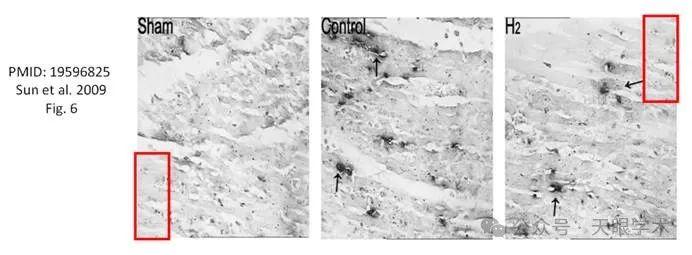 PMID: 19596825
Sun et al. 2009
Fig. 6
Sham
Control
H2
公众号 · 天眼学术